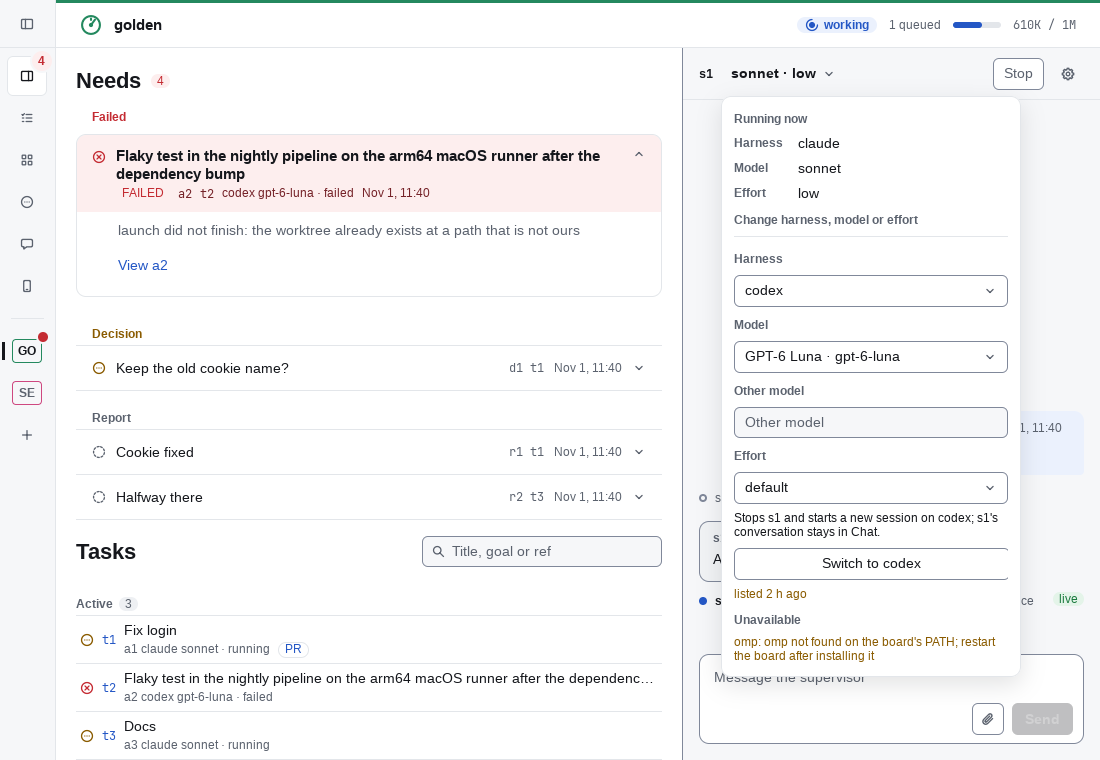 golden
working
1 queued
610K / 1M
4
GO
SE
Needs 4
Failed
Flaky test in the nightly pipeline on the arm64 macOS runner after the
dependency bump
FAILED a2 t2 codex gpt-6-luna · failed Nov 1, 11:40
launch did not finish: the worktree already exists at a path that is not ours
View a2
Decision
Keep the old cookie name? d1 t1 Nov 1, 11:40
Report
Cookie fixed r1 t1 Nov 1, 11:40
Halfway there r2 t3 Nov 1, 11:40
Tasks
Title, goal or ref
Active 3
t1 Fix login
a1 claude sonnet · running PR
t2 Flaky test in the nightly pipeline on the arm64 macOS runner after the dependenc…
a2 codex gpt-6-luna · failed
t3 Docs
a3 claude sonnet · running
s1 sonnet · low
Stop
Running now
Harness claude
Model sonnet
Effort low
Change harness, model or effort
Harness
codex
Model
GPT-6 Luna · gpt-6-luna
Other model
Other model
Effort
default
Stops s1 and starts a new session on codex; s1's
conversation stays in Chat.
Switch to codex
listed 2 h ago
Unavailable
omp: omp not found on the board's PATH; restart
the board after installing it
1, 11:40
live
Message the supervisor
Send